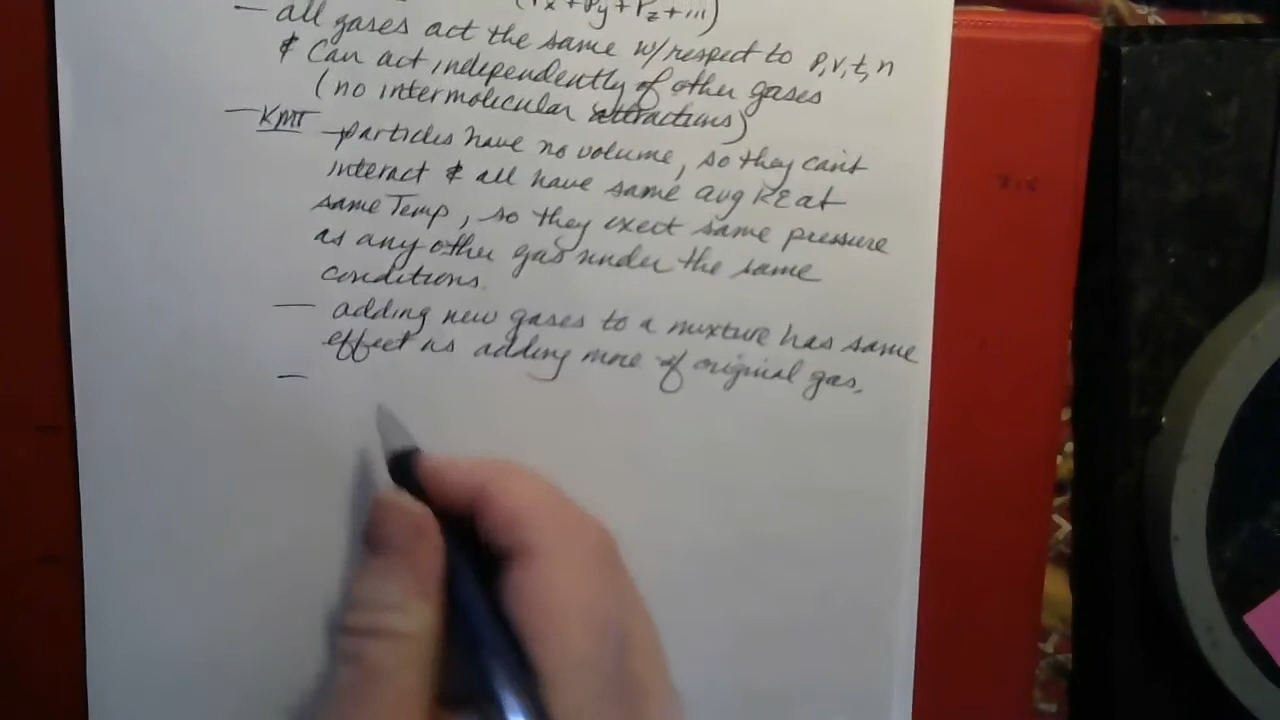 (Px + Py + Pz + ...)
— all gases act the same w/respect to P, V, t, n
& Can act independently of other gases
(no intermolecular attractions)
— KMT — particles have no volume, so they can't
interact & all have same avg KE at
same Temp, so they exert same pressure
as any other gas under the same
conditions.
— adding new gases to a mixture has same
effect as adding more of original gas.
—